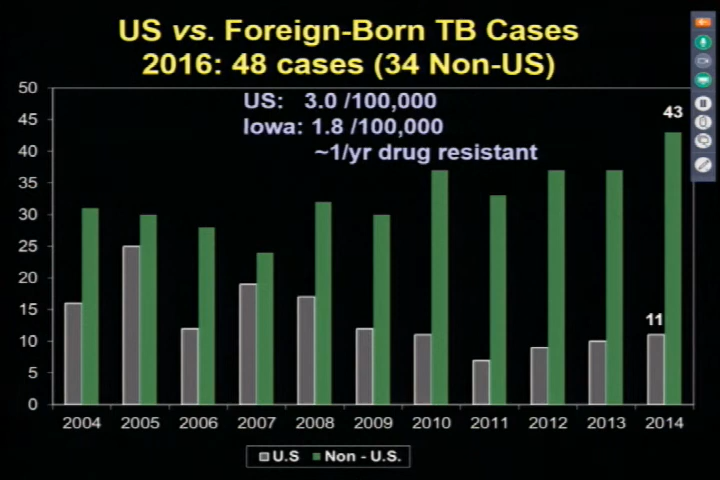 US vs. Foreign-Born TB Cases
2016: 48 cases (34 Non-US)
US: 3.0 /100,000
Iowa: 1.8 /100,000
~1/yr drug resistant
50
45
40
35
30
25
20
15
10
5
0
43
11
2004 2005 2006 2007 2008 2009 2010 2011 2012 2013 2014
U.S Non - U.S.